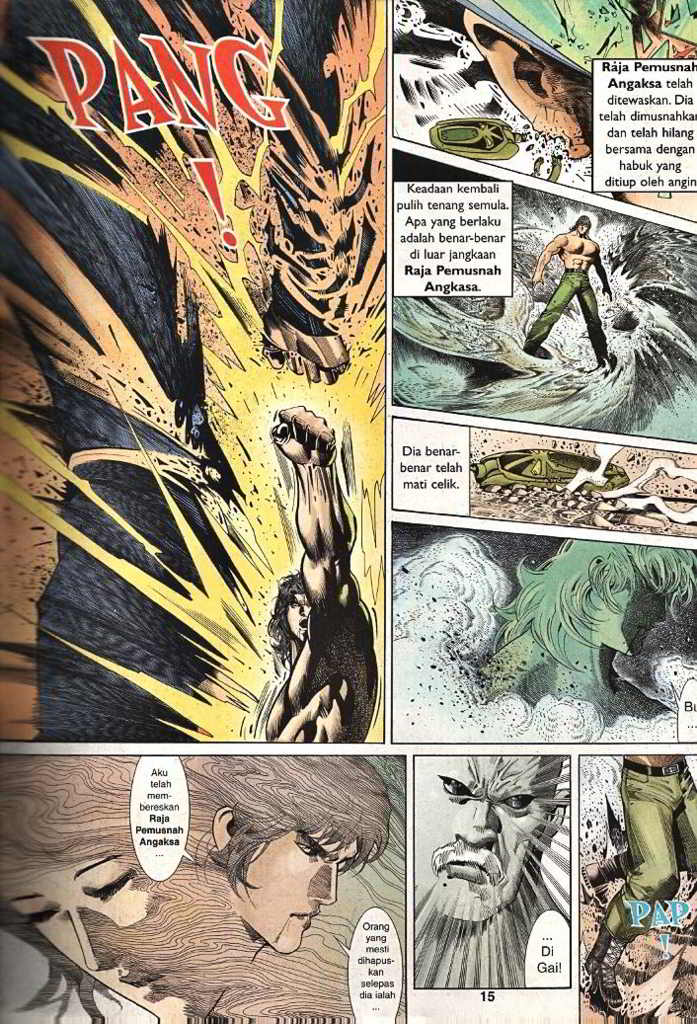 PANG
!
Raja Pemusnah
Angaksa telah
ditewaskan. Dia
telah dimusnahkan
dan telah hilang
bersama dengan
habuk yang
ditiup oleh angin
Keadaan kembali
pulih tenang semula.
Apa yang berlaku
adalah benar-benar
di luar jangkaan
Raja Pemusnah
Angkasa.
Dia benar-
benar telah
mati celik.
...
Aku
telah
mem-
bereskan
Raja
Pemusnah
Angaksa
...
Orang
yang
mesti
dihapus-
kan
selepas
dia ialah
...
...
Di
Gai!
PAP
!
15